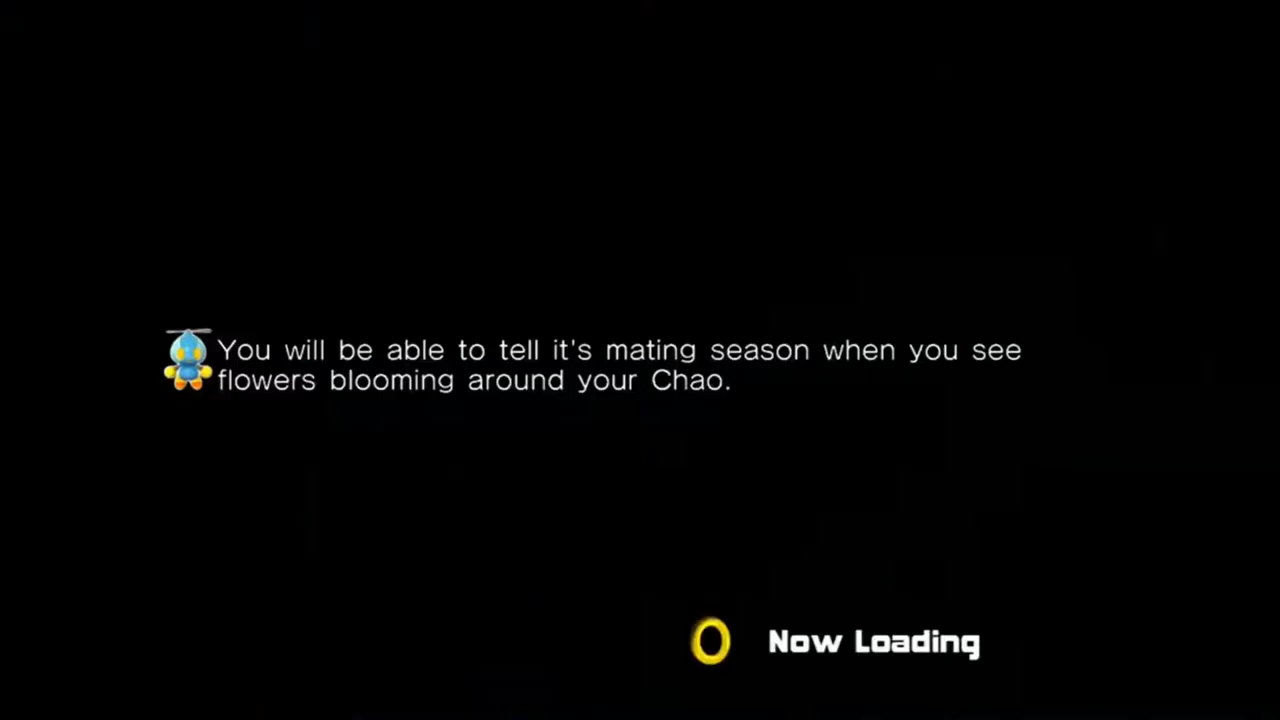 You will be able to tell it's mating season when you see
flowers blooming around your Chao.
Now Loading